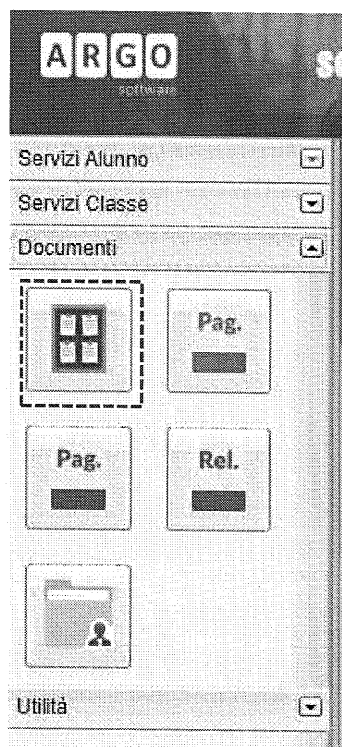 ARGO
software
Servizi Alunno
Servizi Classe
Documenti
Pag.
Pag.
Rel.
Utilità